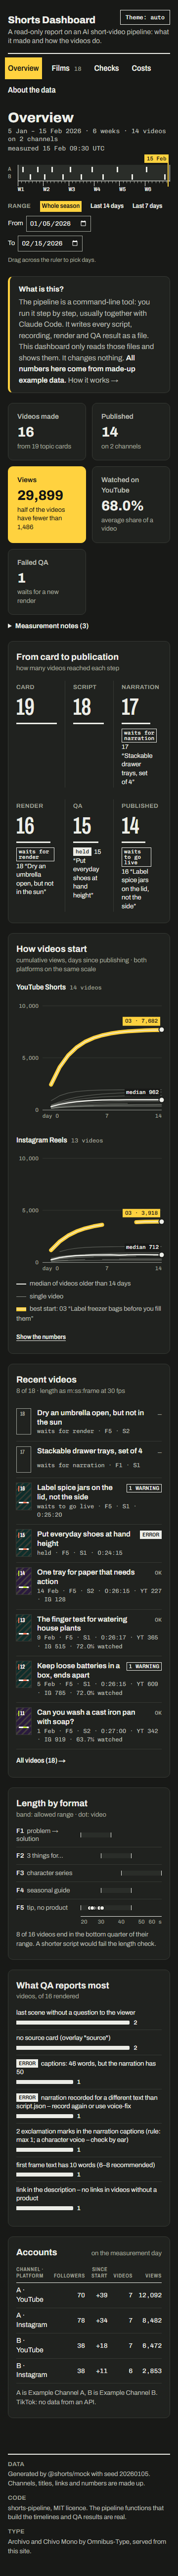 Shorts Dashboard
Theme: auto
A read-only report on an AI short-video pipeline: what
it made and how the videos do.
Overview Films 18 Checks Costs
About the data
Overview
5 Jan – 15 Feb 2026 · 6 weeks · 14 videos
on 2 channels
measured 15 Feb 09:30 UTC
15 Feb
A
B
W1 W2 W3 W4 W5 W6
RANGE Whole season Last 14 days Last 7 days
From 01/05/2026
To 02/15/2026
Drag across the ruler to pick days.
What is this?
The pipeline is a command-line tool: you
run it step by step, usually together with
Claude Code. It writes every script,
recording, render and QA result as a file.
This dashboard only reads those files and
shows them. It changes nothing. All
numbers here come from made-up
example data. How it works →
Videos made
16
from 19 topic cards
Published
14
on 2 channels
Views
29,899
half of the videos
have fewer than
1,486
Watched on
YouTube
68.0%
average share of a
video
Failed QA
1
waits for a new
render
▶ Measurement notes (3)
From card to publication
how many videos reached each step
CARD SCRIPT NARRATION
19 18 17
waits for
narration
17
“Stackable
drawer
trays, set
of 4”
RENDER QA PUBLISHED
16 15 14
waits for
render
18 “Dry an
umbrella
open, but not
in the sun”
held 15
“Put
everyday
shoes at
hand
height”
waits
to go
live
16 “Label
spice jars
on the lid,
not the
side”
How videos start
cumulative views, days since publishing · both
platforms on the same scale
YouTube Shorts 14 videos
10,000
03 · 7,682
5,000
median 962
0
day 0 7 14
Instagram Reels 13 videos
10,000
5,000
03 · 3,918
median 712
0
day 0 7 14
median of videos older than 14 days
single video
best start: 03 “Label freezer bags before you fill
them”
Show the numbers
Recent videos
8 of 18 · length as m:ss:frame at 30 fps
18
Dry an umbrella open, but not in
the sun
–
waits for render · F5 · S2
17
Stackable drawer trays, set of 4
–
waits for narration · F1 · S1
Label spice jars on the
lid, not the side
1 WARNING
waits to go live · F5 · S1 ·
0:25:20
Put everyday shoes at hand
height
ERROR
held · F5 · S1 · 0:24:15
One tray for paper that needs
action
OK
14 Feb · F5 · S2 · 0:26:15 · YT 227
· IG 128
The finger test for watering
house plants
OK
9 Feb · F5 · S1 · 0:26:17 · YT 365
· IG 515 · 72.0% watched
Keep loose batteries in a
box, ends apart
1 WARNING
5 Feb · F5 · S1 · 0:26:15 · YT 609
· IG 786 · 72.0% watched
Can you wash a cast iron pan
with soap?
OK
2 Feb · F5 · S2 · 0:27:00 · YT 342
· IG 919 · 63.7% watched
All videos (18) →
Length by format
band: allowed range · dot: video
F1 problem →
solution
F2 3 things for...
F3 character series
F4 seasonal guide
F5 tip, no product
20 30 40 50 60 s
8 of 16 videos end in the bottom quarter of their
range. A shorter script would fail the length check.
What QA reports most
videos, of 16 rendered
last scene without a question to the viewer
2
no source card (overlay "source")
2
ERROR captions: 46 words, but the narration has
50
1
ERROR narration recorded for a different text than
script.json – record again or use voice-fix
1
2 exclamation marks in the narration captions (rule:
max 1; a character voice – check by ear)
1
first frame text has 10 words (6–8 recommended)
1
link in the description – no links in videos without a
product
1
Accounts
on the measurement day
CHANNEL
PLATFORM FOLLOWERS SINCE
START VIDEOS VIEWS
A ·
YouTube 70 +39 7 12,092
A ·
Instagram 78 +34 7 8,482
B ·
YouTube 36 +18 7 6,472
B ·
Instagram 38 +11 6 2,853
A is Example Channel A, B is Example Channel B.
TikTok: no data from an API.
DATA
Generated by @shorts/mock with seed 20260105.
Channels, titles, links and numbers are made up.
CODE
shorts-pipeline, MIT licence. The pipeline functions that
build the timelines and QA results are real.
TYPE
Archivo and Chivo Mono by Omnibus-Type, served from
this site.